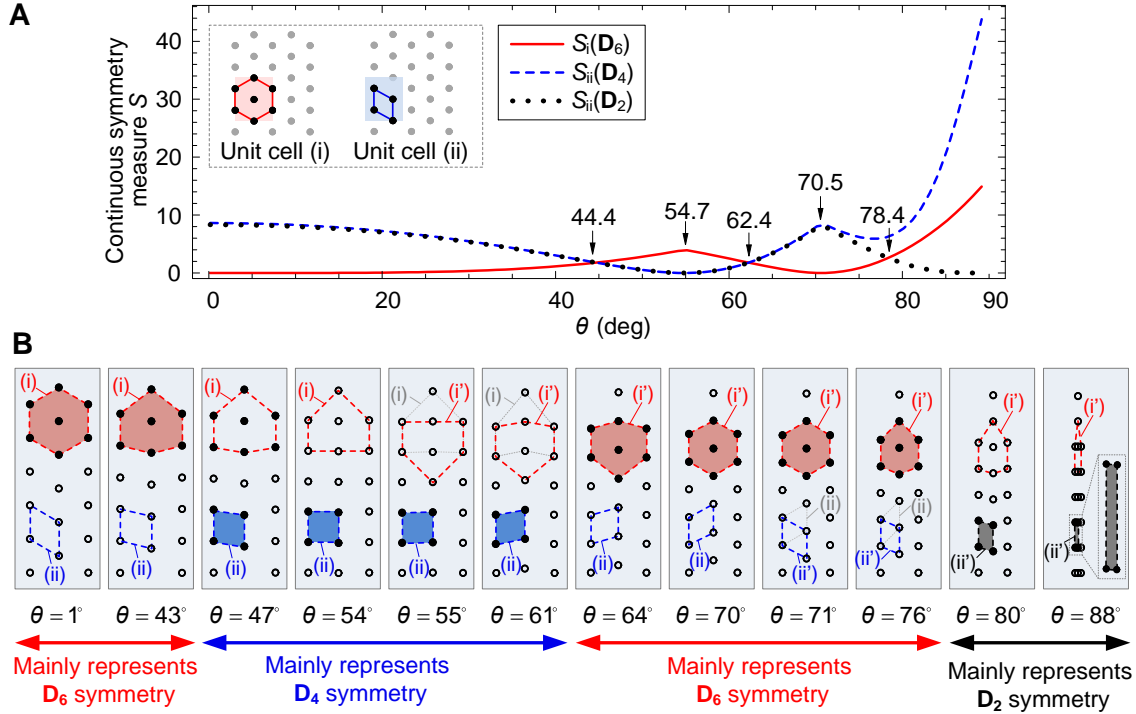 A
Continuous symmetry
measure S
40
30
20
10
0
Unit cell (i)
Unit cell (ii)
Sᵢ(D₆)
Sᵢᵢ(D₄)
Sᵢᵢ(D₂)
44.4
54.7
62.4
70.5
78.4
0
20
40
60
80
90
θ (deg)
B
(i)
(i)
(i)
(i)
(i)
(i')
(i)
(i')
(i')
(i')
(i')
(i')
(i')
(i')
(ii)
(ii)
(ii)
(ii)
(ii)
(ii)
(ii)
(ii)
(ii)
(ii')
(ii)
(ii')
(ii')
(ii')
θ = 1° θ = 43° θ = 47° θ = 54° θ = 55° θ = 61° θ = 64° θ = 70° θ = 71° θ = 76° θ = 80° θ = 88°
Mainly represents
D₆ symmetry
Mainly represents
D₄ symmetry
Mainly represents
D₆ symmetry
Mainly represents
D₂ symmetry